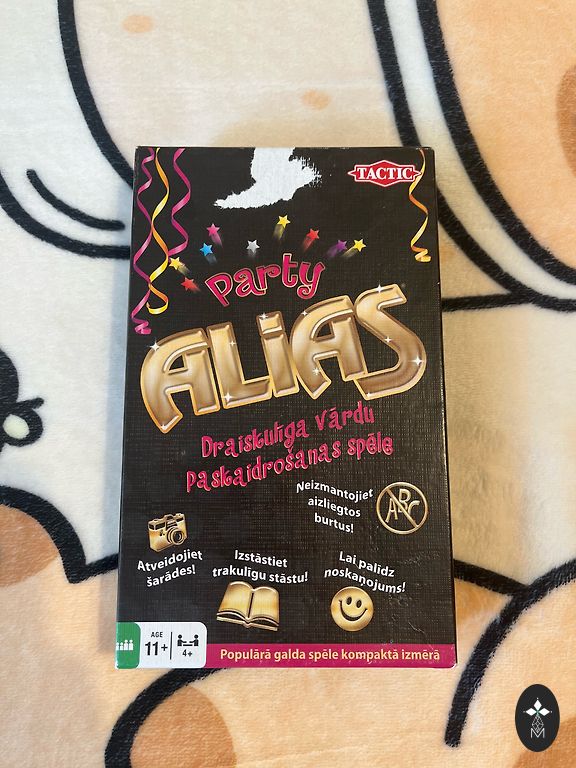 TACTIC
Party
ALiAS
Draiskulīga vārdu
paskaidrošanas spēle
Neizmantojiet
aizliegtos
burtus!
ABC
Atveidojiet
šarādes!
Izstāstiet
trakulīgu stāstu!
Lai palīdz
noskaņojums!
AGE
11+
4+
Populārā galda spēle kompaktā izmērā
M